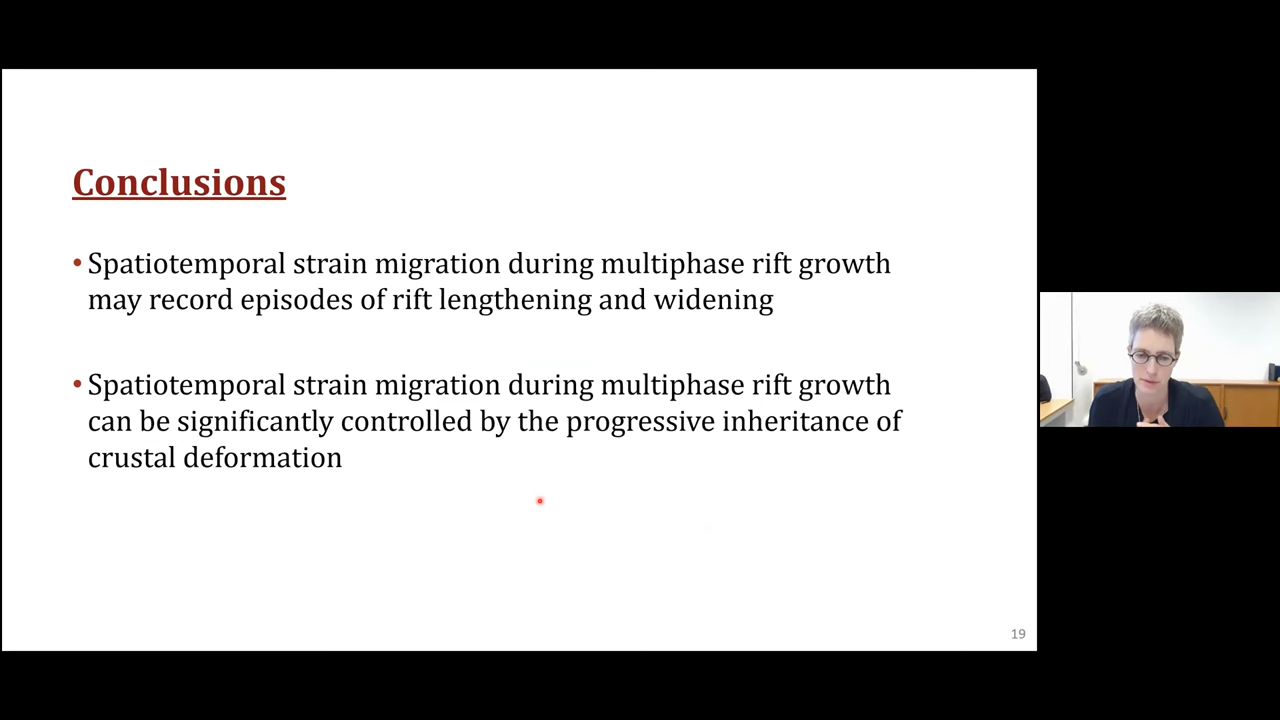 Conclusions
•Spatiotemporal strain migration during multiphase rift growth
may record episodes of rift lengthening and widening
•Spatiotemporal strain migration during multiphase rift growth
can be significantly controlled by the progressive inheritance of
crustal deformation
19